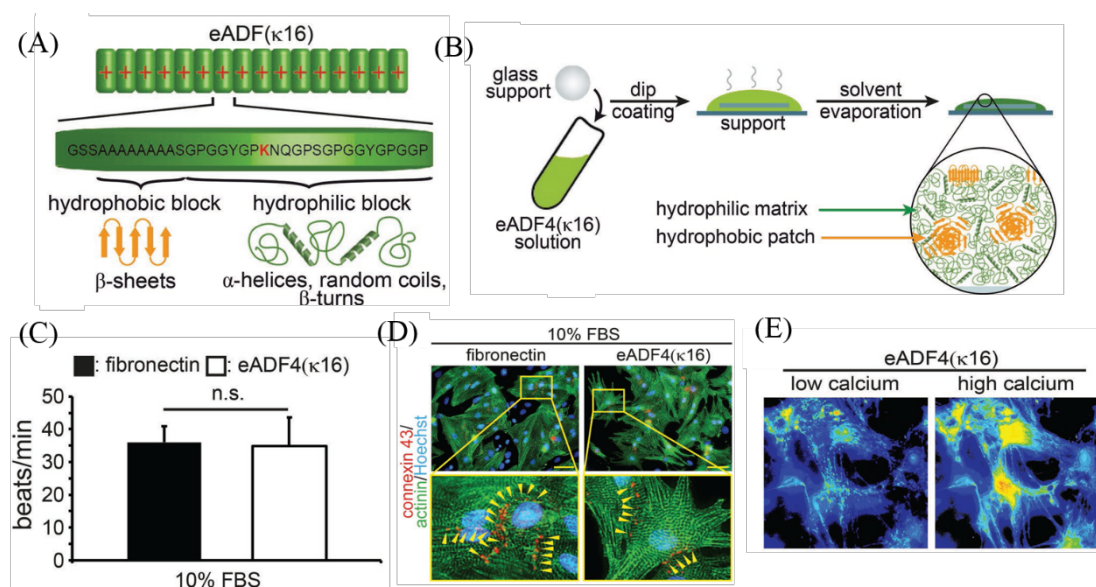 (A)
eADF(κ16)
+ + + + + + + + + + + + + + + +
GSSAAAAAAAASGPGGYGPKNQGPSGPGGYGPGGP
hydrophobic block
hydrophilic block
β-sheets
α-helices, random coils,
β-turns
(B)
glass
support
dip
coating
support
solvent
evaporation
eADF4(κ16)
solution
hydrophilic matrix
hydrophobic patch
(C)
: fibronectin : eADF4(κ16)
n.s.
beats/min
50
40
30
20
10
0
10% FBS
(D)
10% FBS
fibronectin eADF4(κ16)
connexin 43/
actinin/Hoechst
(E)
eADF4(κ16)
low calcium high calcium